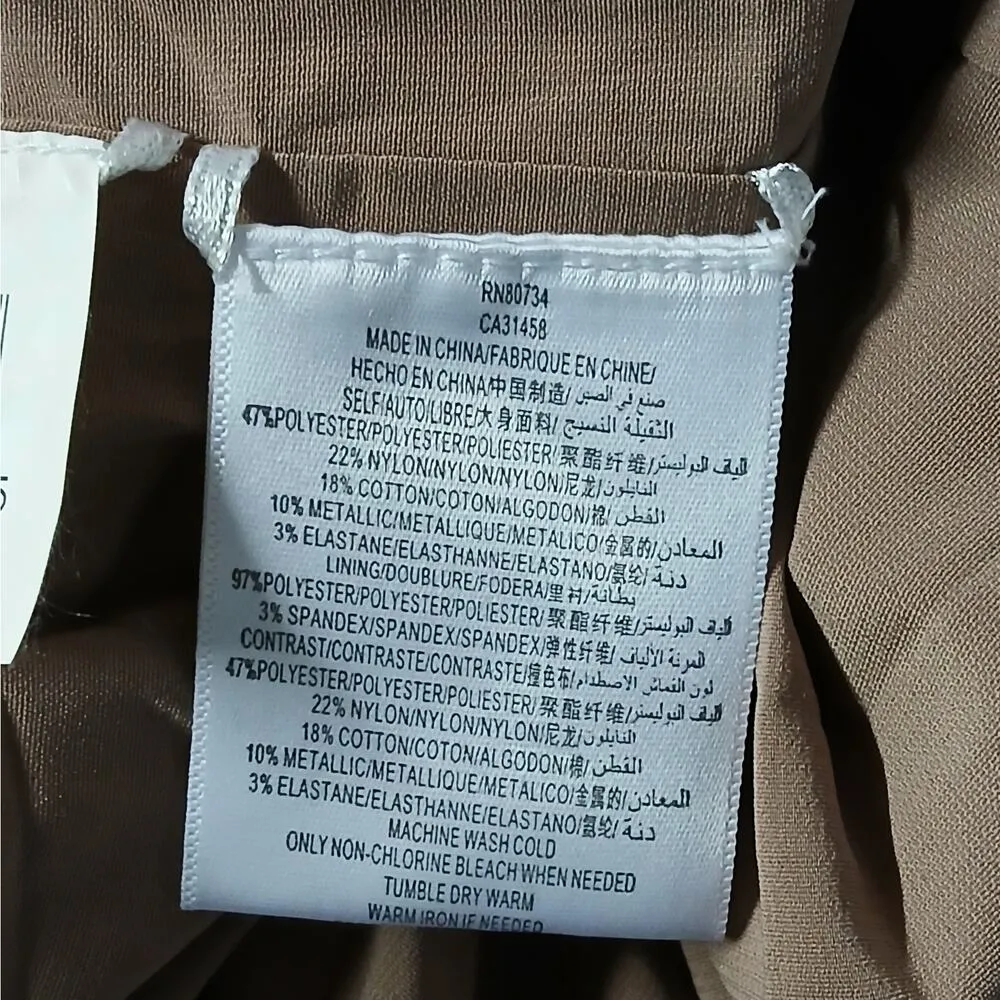 RN80734
CA31458
MADE IN CHINA/FABRIQUE EN CHINE/
HECHO EN CHINA/中国制造/صنع في الصين
SELF/AUTO/LIBRE/大身面料/الثقيلة النسيج
47%POLYESTER/POLYESTER/POLIESTER/聚酯纤维/الياف البوليستر
22% NYLON/NYLON/NYLON/尼龙/النايلون
18% COTTON/COTON/ALGODON/棉/القطن
10% METALLIC/METALLIQUE/METALICO/金属的/المعادن
3% ELASTANE/ELASTHANNE/ELASTANO/氨纶/دنة
LINING/DOUBLURE/FODERA/里衬/بطانة
97%POLYESTER/POLYESTER/POLIESTER/聚酯纤维/الياف البوليستر
3% SPANDEX/SPANDEX/SPANDEX/弹性纤维/المرنة الألياف
CONTRAST/CONTRASTE/CONTRASTE/撞色布/لون القماش الاصطدام
47%POLYESTER/POLYESTER/POLIESTER/聚酯纤维/الياف البوليستر
22% NYLON/NYLON/NYLON/尼龙/النايلون
18% COTTON/COTON/ALGODON/棉/القطن
10% METALLIC/METALLIQUE/METALICO/金属的/المعادن
3% ELASTANE/ELASTHANNE/ELASTANO/氨纶/دنة
MACHINE WASH COLD
ONLY NON-CHLORINE BLEACH WHEN NEEDED
TUMBLE DRY WARM
WARM IRON IF NEEDED